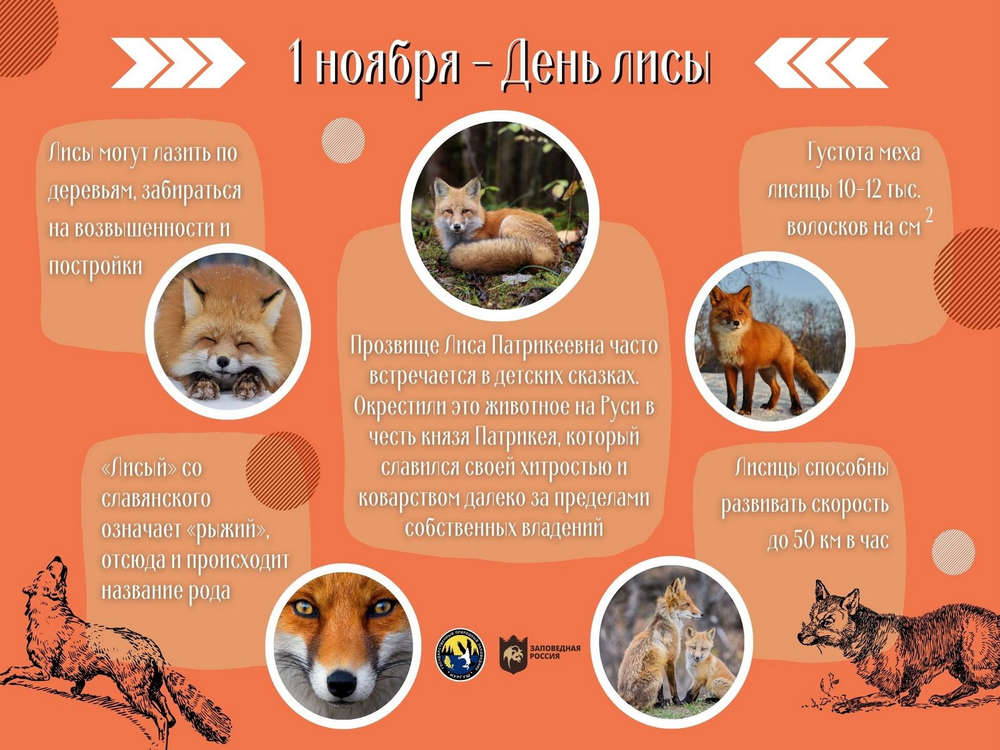 1 ноября – День лисы
Лисы могут лазить по
деревьям, забираться
на возвышенности и
постройки
Густота меха
лисицы 10-12 тыс.
волосков на см²
Прозвище Лиса Патрикеевна часто
встречается в детских сказках.
Окрестили это животное на Руси в
честь князя Патрикея, который
славился своей хитростью и
коварством далеко за пределами
собственных владений
«Лисый» со
славянского
означает «рыжий»,
отсюда и происходит
название рода
Лисицы способны
развивать скорость
до 50 км в час
ГОСУДАРСТВЕННЫЙ ПРИРОДНЫЙ ЗАПОВЕДНИК
НУРГУШ
ЗАПОВЕДНАЯ
РОССИЯ